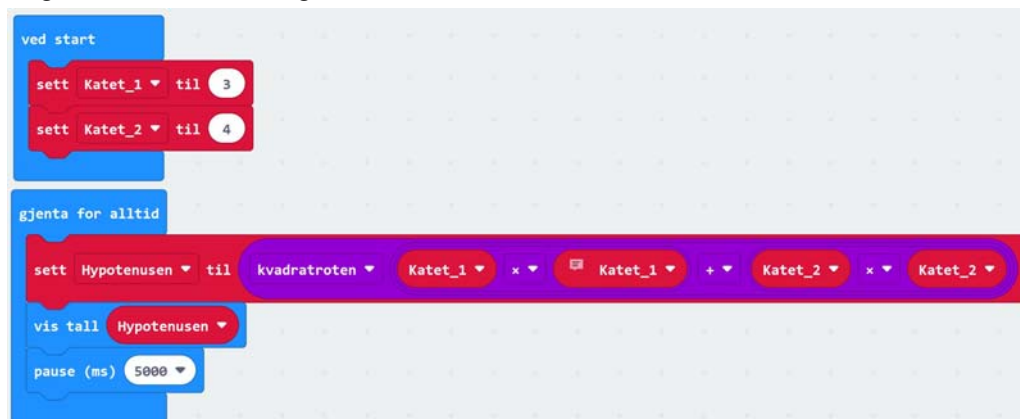 ved start
sett Katet_1 til 3
sett Katet_2 til 4
gjenta for alltid
sett Hypotenusen til kvadratroten Katet_1 × Katet_1 + Katet_2 × Katet_2
vis tall Hypotenusen
pause (ms) 5000